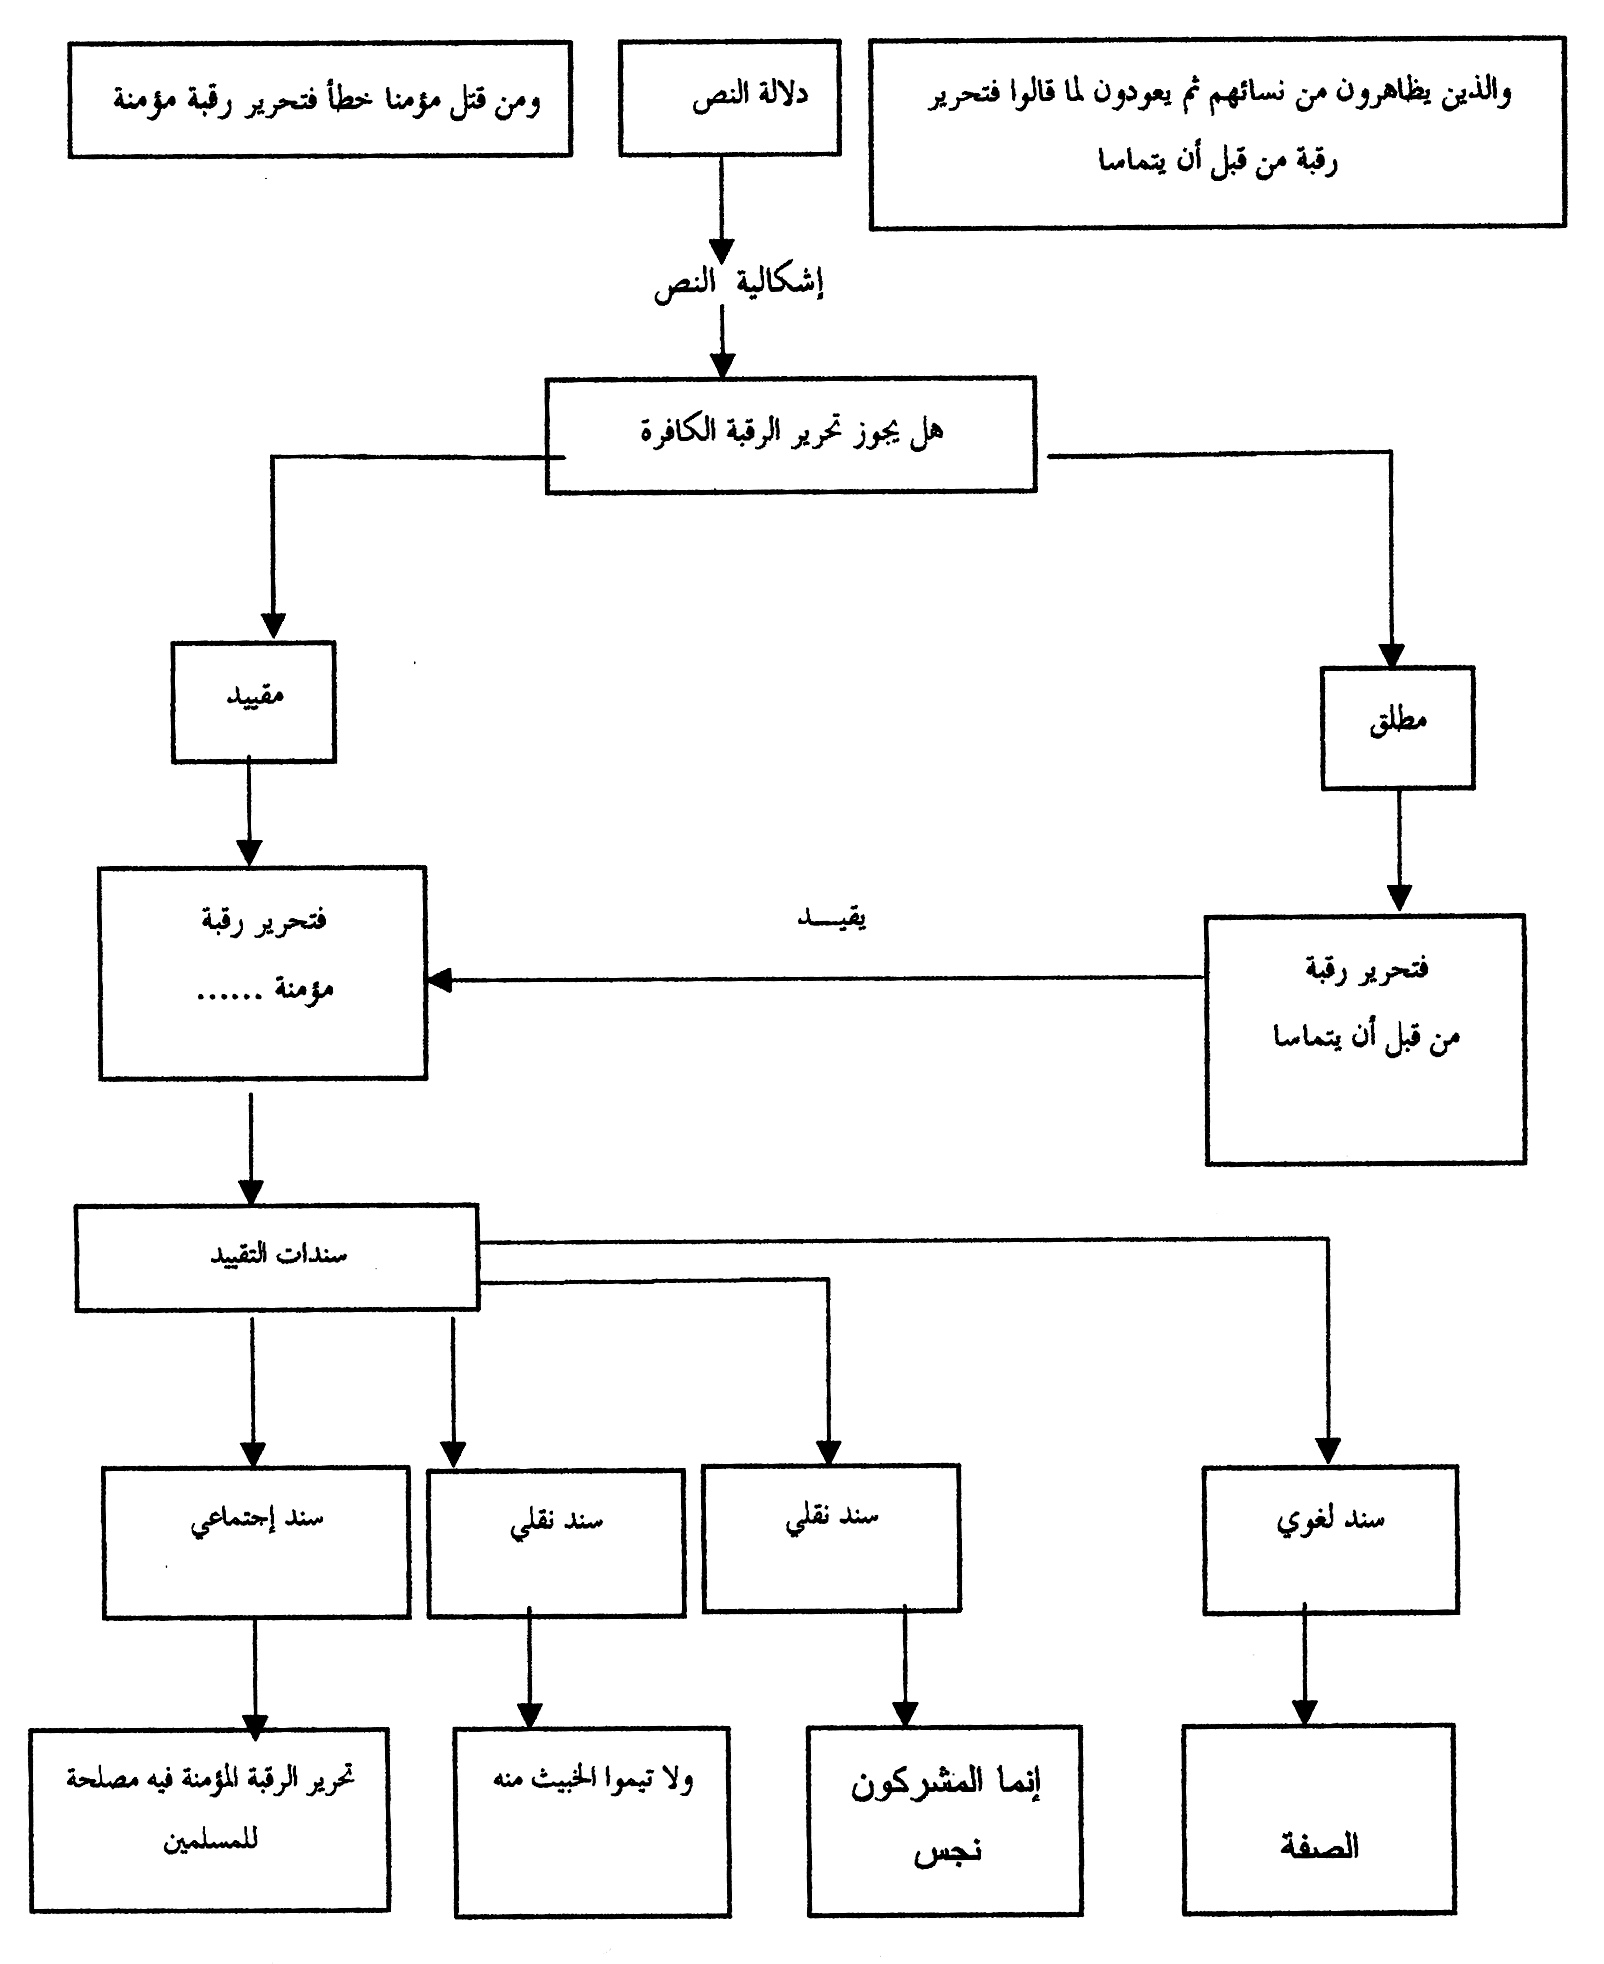 والذين يظاهرون من نسائهم ثم يعودون لما قالوا فتحرير
رقبة من قبل أن يتماسا
دلالة النص
ومن قتل مؤمنا خطأ فتحرير رقبة مؤمنة
إشكالية النص
هل يجوز تحرير الرقبة الكافرة
مطلق
مقييد
فتحرير رقبة
من قبل أن يتماسا
يقيـــد
فتحرير رقبة
مؤمنة ......
سندات التقييد
سند لغوي
سند نقلي
سند نقلي
سند إجتماعي
الصفة
إنما المشركون
نجس
ولا تيمموا الخبيث منه
تحرير الرقبة المؤمنة فيه مصلحة
للمسلمين